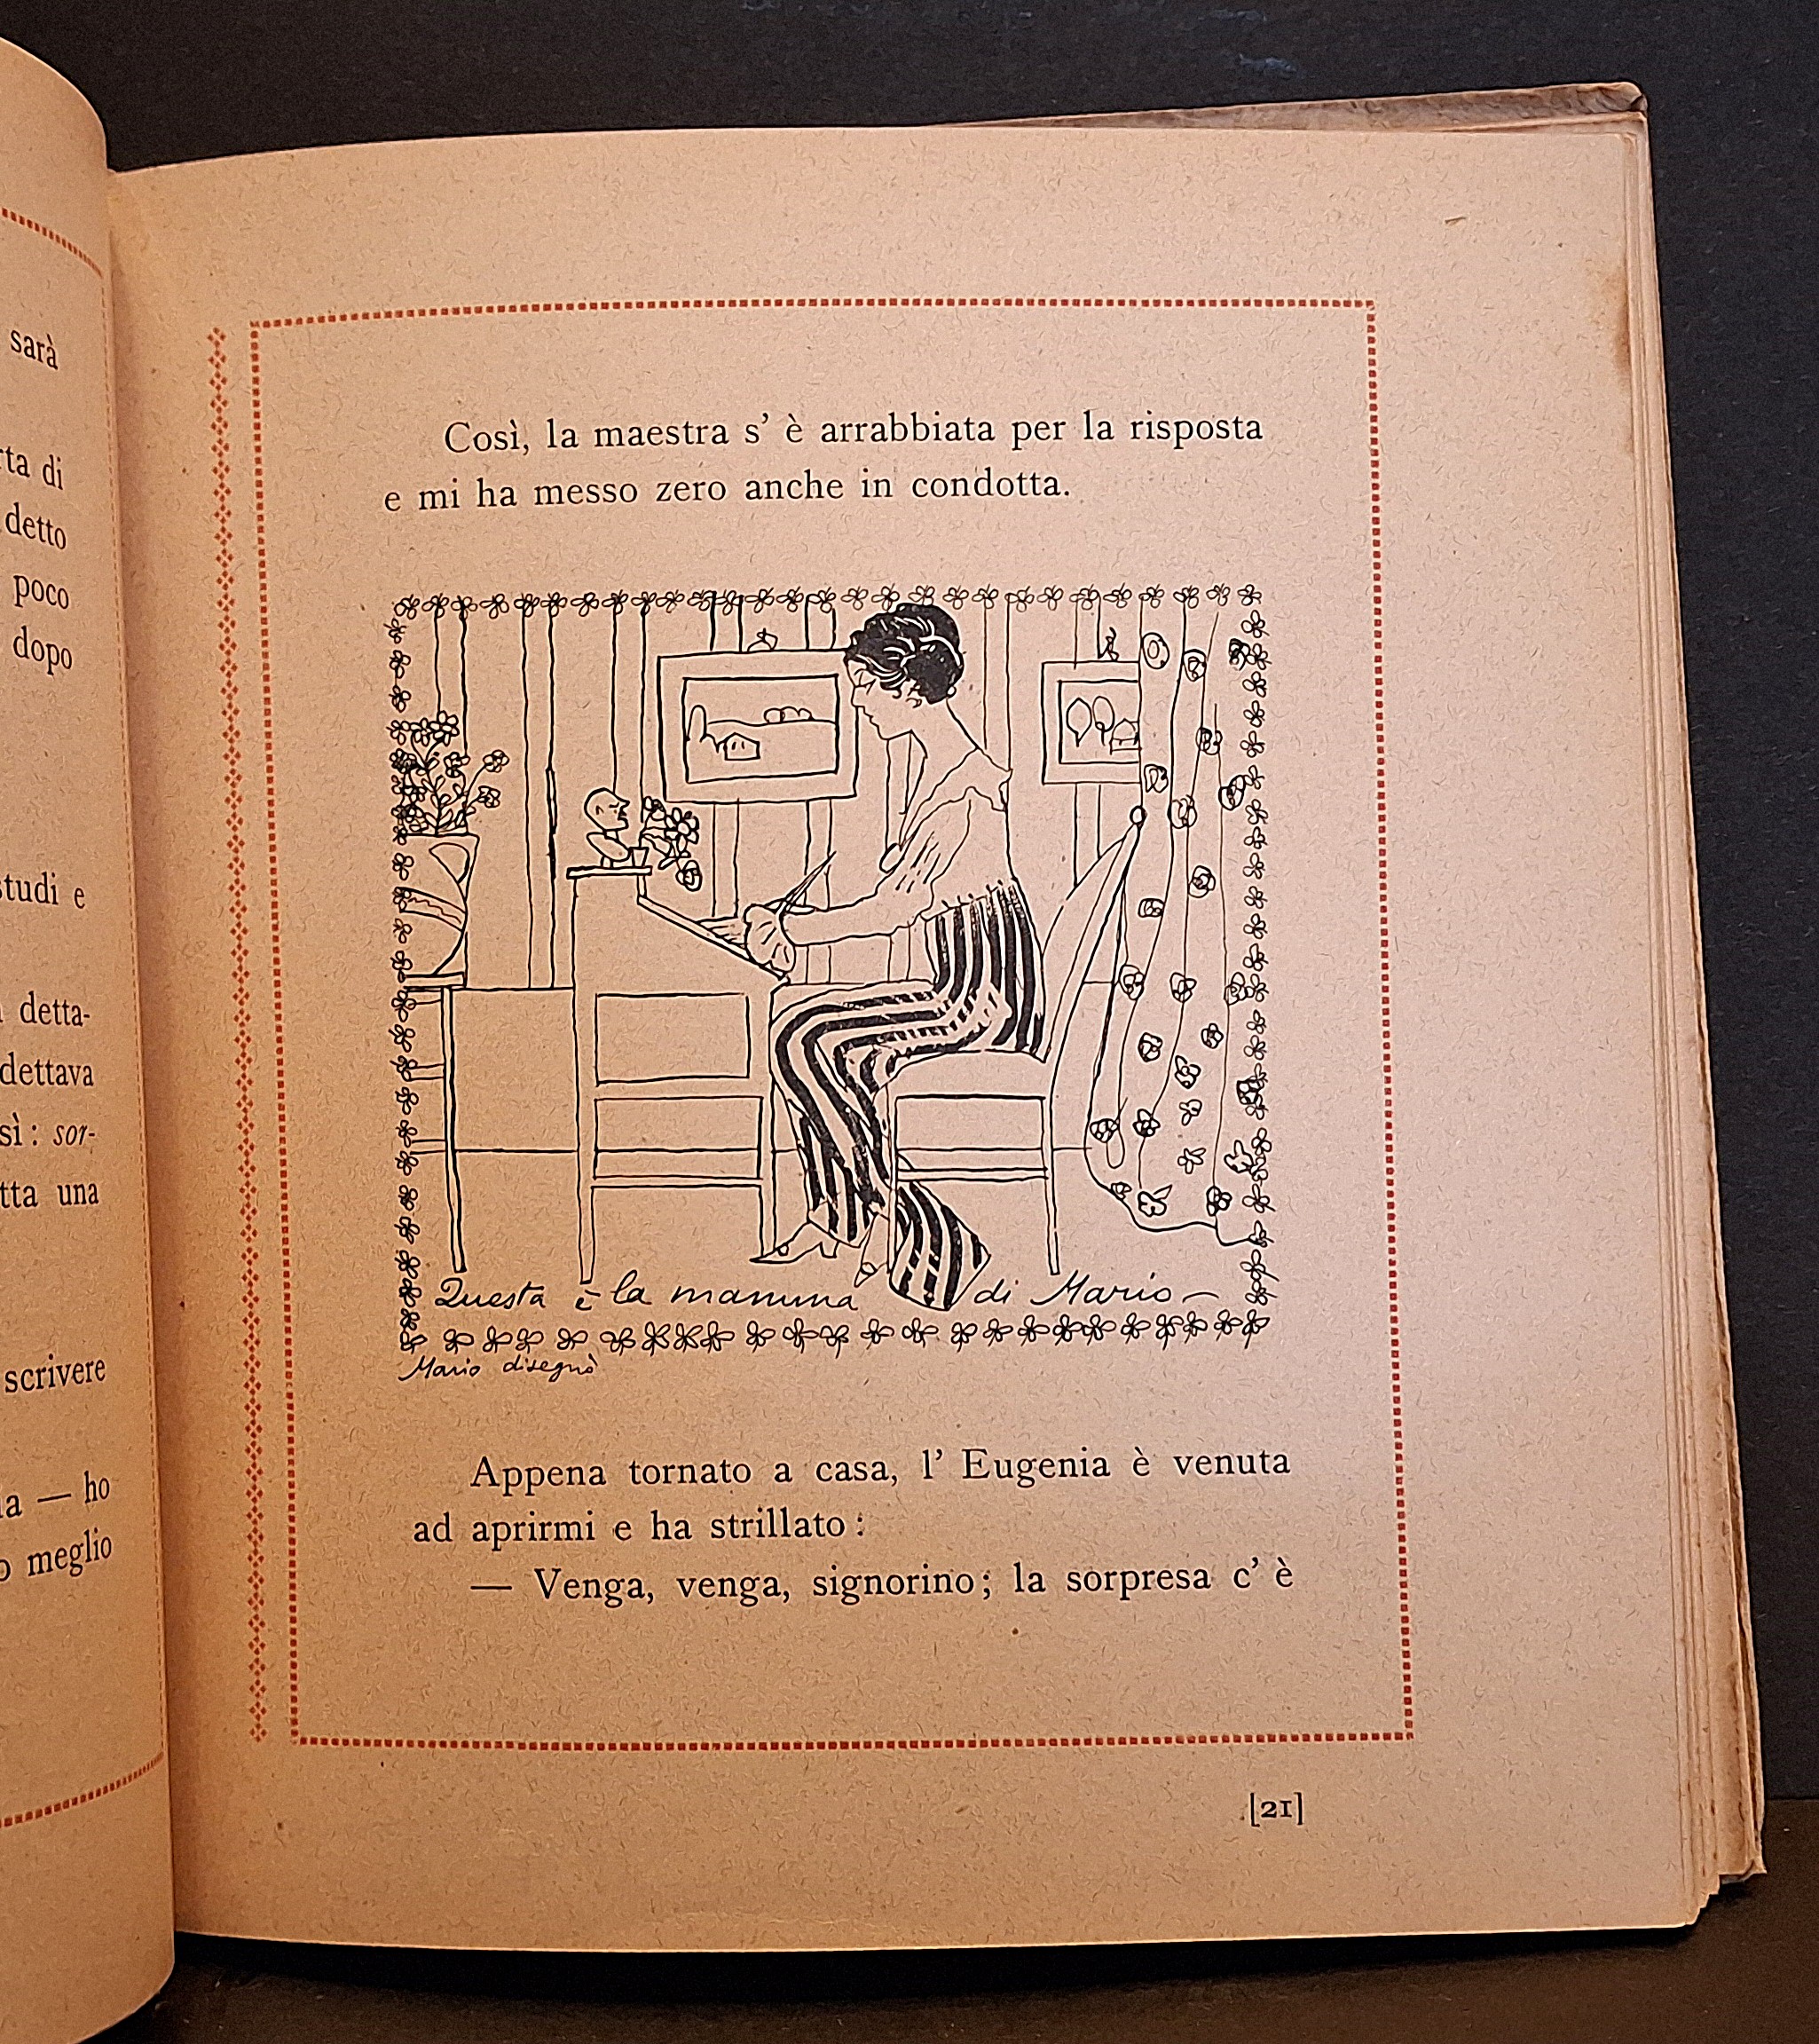 sarà
di
detto
poco
dopo
studi e
detta-
dettava
sì: sor-
una
scrivere
— ho
meglio
Così, la maestra s' è arrabbiata per la risposta
e mi ha messo zero anche in condotta.
Questa è la mamma di Mario —
Mario disegnò
Appena tornato a casa, l' Eugenia è venuta
ad aprirmi e ha strillato:
— Venga, venga, signorino; la sorpresa c' è
[21]